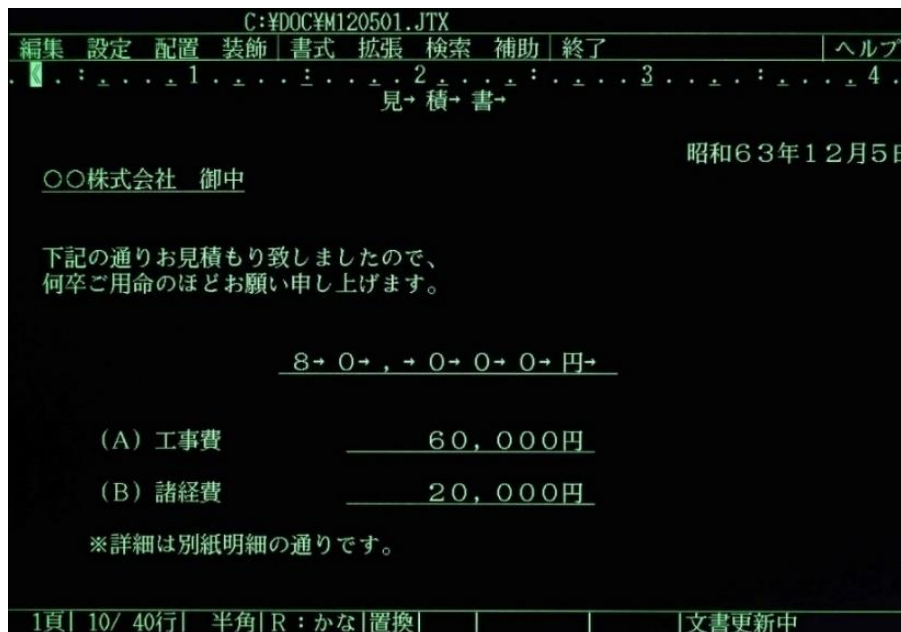 C:¥DOC¥M120501.JTX
編集 設定 配置 装飾│書式 拡張 検索 補助│終了 │ヘルプ
.《.:.....1.....:.....2.....:.....3.....:.....4.
見→積→書→
昭和63年12月5日
○○株式会社 御中
下記の通りお見積もり致しましたので、
何卒ご用命のほどお願い申し上げます。
8→0→,→0→0→0→円→
(A)工事費 60,000円
(B)諸経費 20,000円
※詳細は別紙明細の通りです。
1頁│ 10/ 40行│ 半角│R:かな│置換│ │ │ │文書更新中